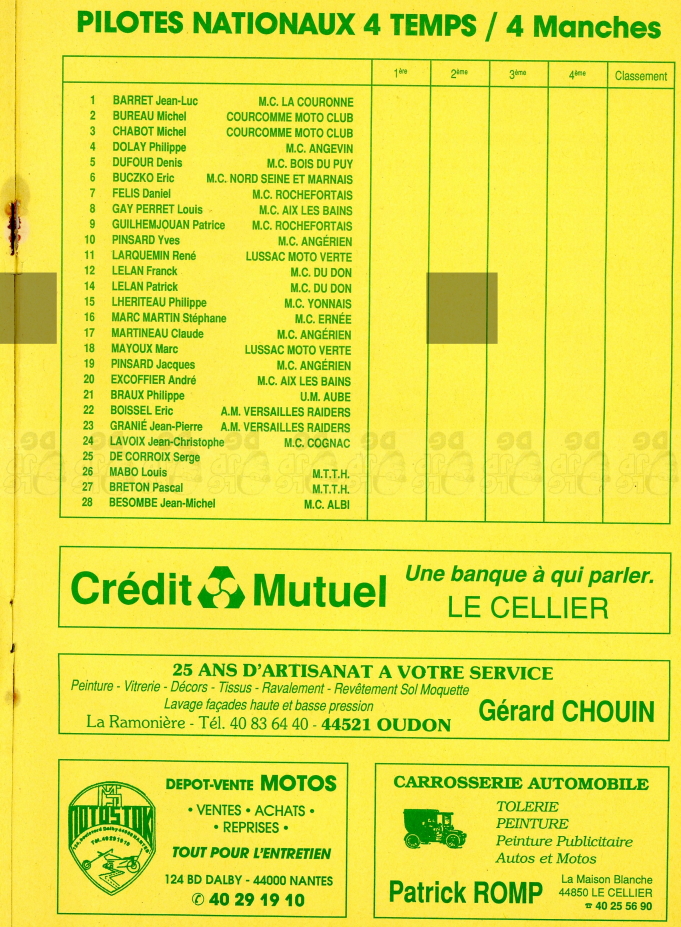 PILOTES NATIONAUX 4 TEMPS / 4 Manches
1ère 2ème 3ème 4ème Classement
1 BARRET Jean-Luc M.C. LA COURONNE
2 BUREAU Michel COURCOMME MOTO CLUB
3 CHABOT Michel COURCOMME MOTO CLUB
4 DOLAY Philippe M.C. ANGEVIN
5 DUFOUR Denis M.C. BOIS DU PUY
6 BUCZKO Eric M.C. NORD SEINE ET MARNAIS
7 FELIS Daniel M.C. ROCHEFORTAIS
8 GAY PERRET Louis M.C. AIX LES BAINS
9 GUILHEMJOUAN Patrice M.C. ROCHEFORTAIS
10 PINSARD Yves M.C. ANGÉRIEN
11 LARQUEMIN René LUSSAC MOTO VERTE
12 LELAN Franck M.C. DU DON
14 LELAN Patrick M.C. DU DON
15 LHERITEAU Philippe M.C. YONNAIS
16 MARC MARTIN Stéphane M.C. ERNÉE
17 MARTINEAU Claude M.C. ANGÉRIEN
18 MAYOUX Marc LUSSAC MOTO VERTE
19 PINSARD Jacques M.C. ANGÉRIEN
20 EXCOFFIER André M.C. AIX LES BAINS
21 BRAUX Philippe U.M. AUBE
22 BOISSEL Eric A.M. VERSAILLES RAIDERS
23 GRANIÉ Jean-Pierre A.M. VERSAILLES RAIDERS
24 LAVOIX Jean-Christophe M.C. COGNAC
25 DE CORROIX Serge
26 MABO Louis M.T.T.H.
27 BRETON Pascal M.T.T.H.
28 BESOMBE Jean-Michel M.C. ALBI
Crédit Mutuel
Une banque à qui parler.
LE CELLIER
25 ANS D'ARTISANAT A VOTRE SERVICE
Peinture - Vitrerie - Décors - Tissus - Ravalement - Revêtement Sol Moquette
Lavage façades haute et basse pression
Gérard CHOUIN
La Ramonière - Tél. 40 83 64 40 - 44521 OUDON
MOTOSTOK
DEPOT-VENTE MOTOS
• VENTES • ACHATS •
• REPRISES •
TOUT POUR L'ENTRETIEN
124 BD DALBY - 44000 NANTES
✆ 40 29 19 10
CARROSSERIE AUTOMOBILE
TOLERIE
PEINTURE
Peinture Publicitaire
Autos et Motos
Patrick ROMP
La Maison Blanche
44850 LE CELLIER
☎ 40 25 56 90